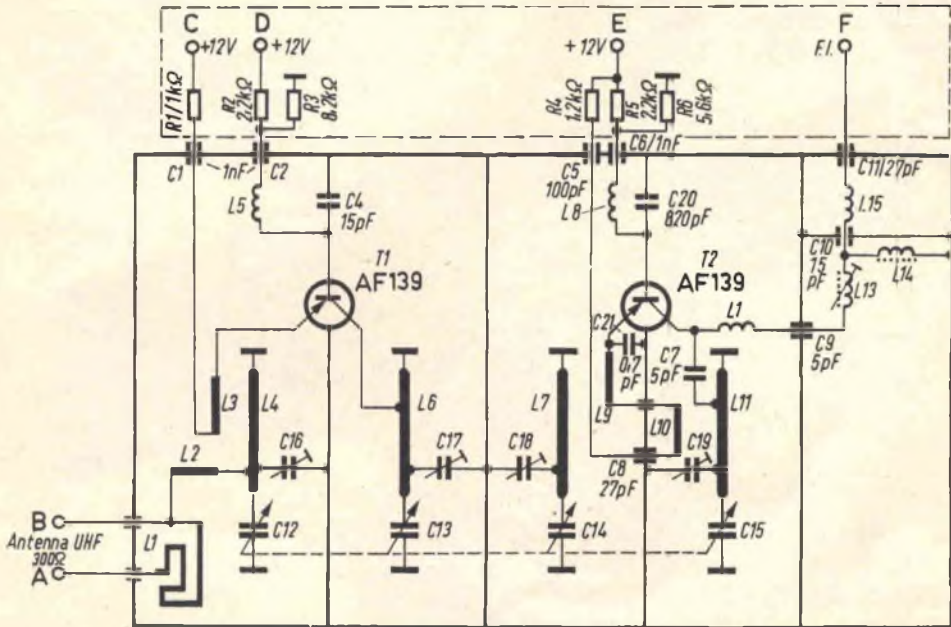 C D E F
+12V +12V +12V F.I.
R1/1kΩ R2 2,2kΩ R3 8,2kΩ R4 1,2kΩ R5 2,2kΩ R6 5,6kΩ
C1 1nF C2 C5 100pF C6/1nF C11/27pF
L5 C4 15pF L8 C20 820pF L15
C10 15 pF L14
T1 AF139 T2 AF139 L13
C21 0,7 pF C7 5pF L1 C9 5pF
L3 L4 L6 L7 L9 L10 L11
L2 C16 C17 C18 C8 27pF C19
C12 C13 C14 C15
B L1
Antenna UHF
300Ω
A